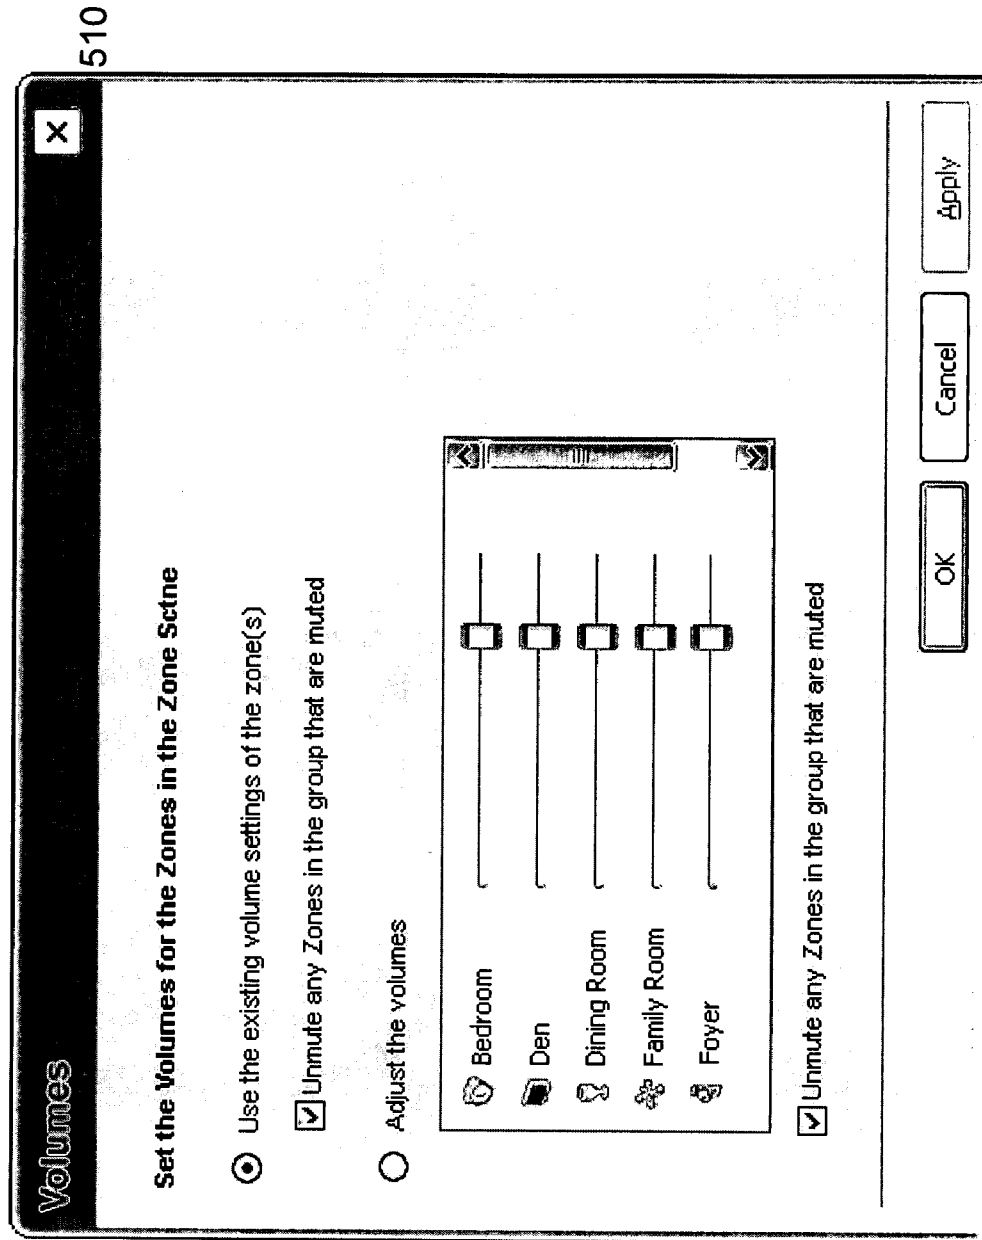 510
Volumes
Set the Volumes for the Zones in the Zone Sctne
Use the existing volume settings of the zone(s)
Unmute any Zones in the group that are muted
Adjust the volumes
Bedroom
Den
Dining Room
Family Room
Foyer
Unmute any Zones in the group that are muted
OK
Cancel
Apply